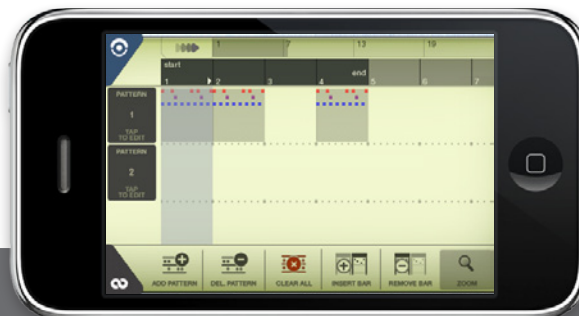 1 7 13 19
start end
1 2 3 4 5 6 7
PATTERN
1
TAP
TO EDIT
PATTERN
2
TAP
TO EDIT
ADD PATTERN DEL. PATTERN CLEAR ALL INSERT BAR REMOVE BAR ZOOM